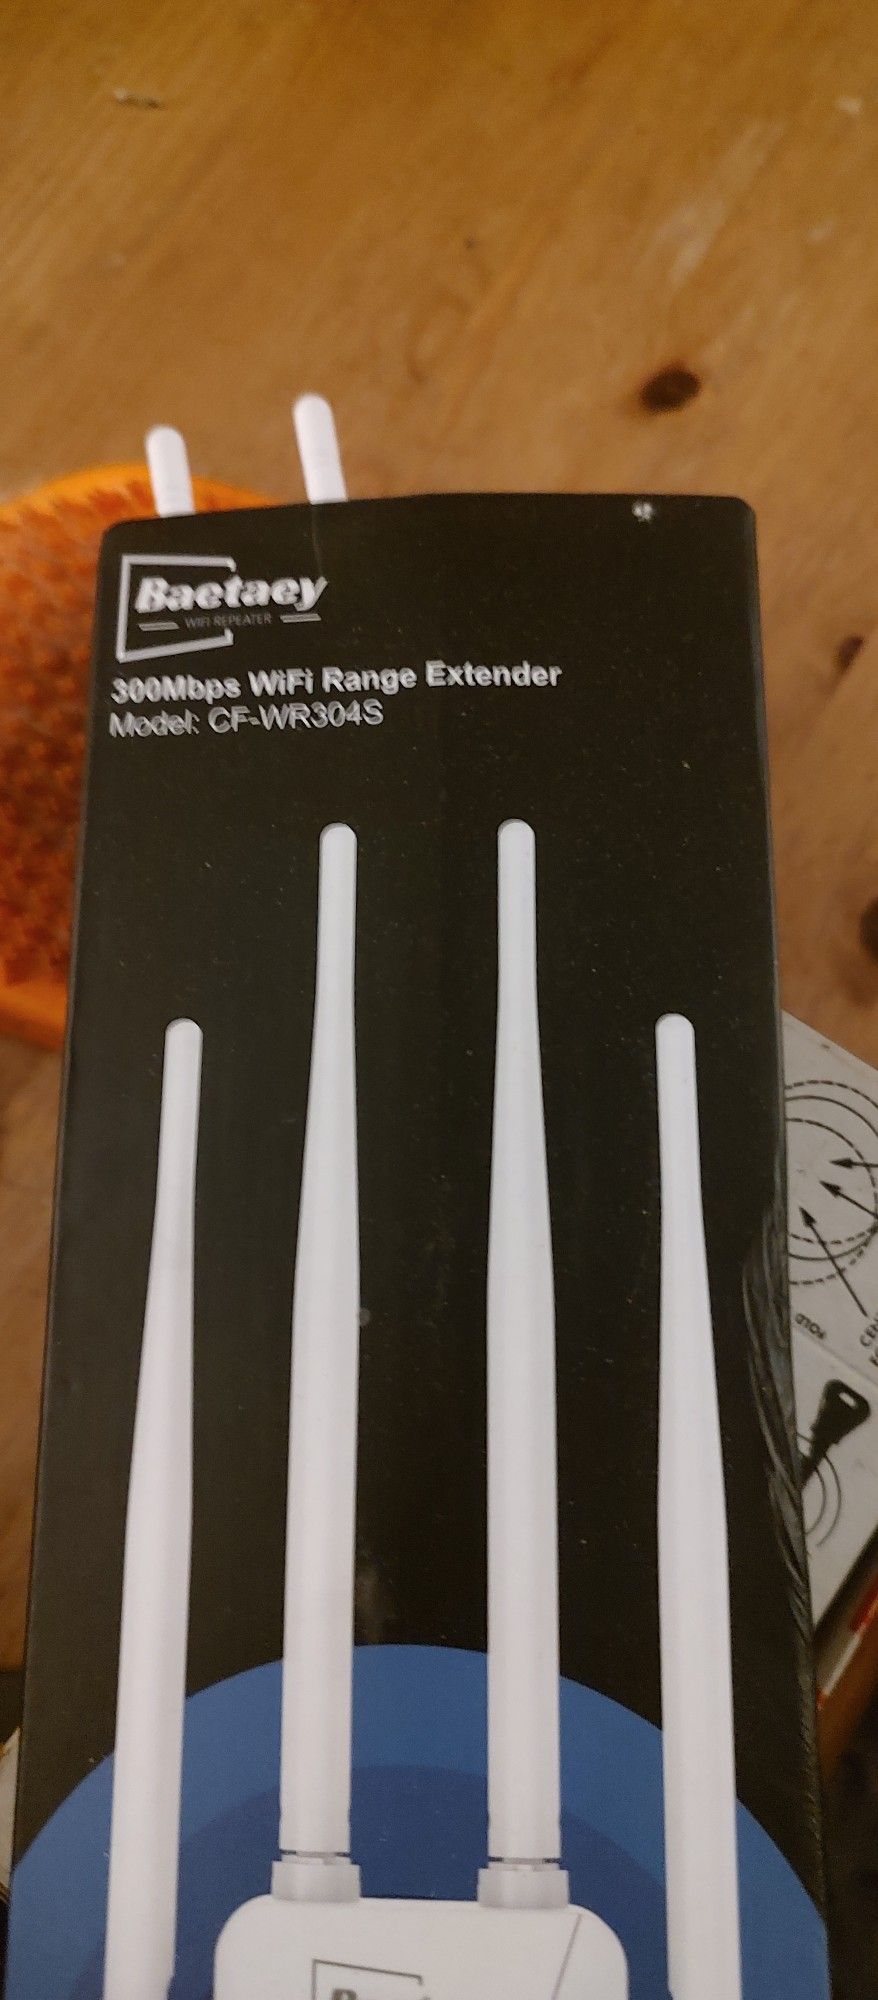 Baetaey
WIFI REPEATER
300Mbps WiFi Range Extender
Model: CF-WR304S